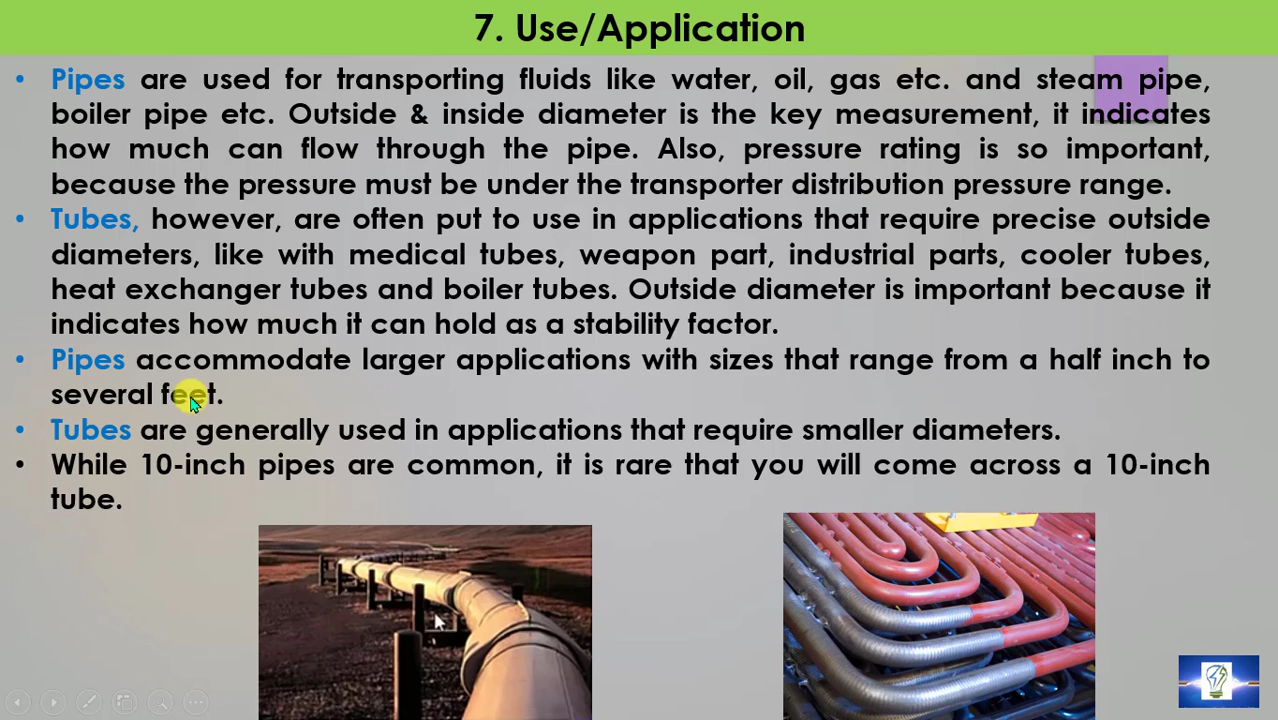 7. Use/Application
• Pipes are used for transporting fluids like water, oil, gas etc. and steam pipe,
boiler pipe etc. Outside & inside diameter is the key measurement, it indicates
how much can flow through the pipe. Also, pressure rating is so important,
because the pressure must be under the transporter distribution pressure range.
• Tubes, however, are often put to use in applications that require precise outside
diameters, like with medical tubes, weapon part, industrial parts, cooler tubes,
heat exchanger tubes and boiler tubes. Outside diameter is important because it
indicates how much it can hold as a stability factor.
• Pipes accommodate larger applications with sizes that range from a half inch to
several feet.
• Tubes are generally used in applications that require smaller diameters.
• While 10-inch pipes are common, it is rare that you will come across a 10-inch
tube.